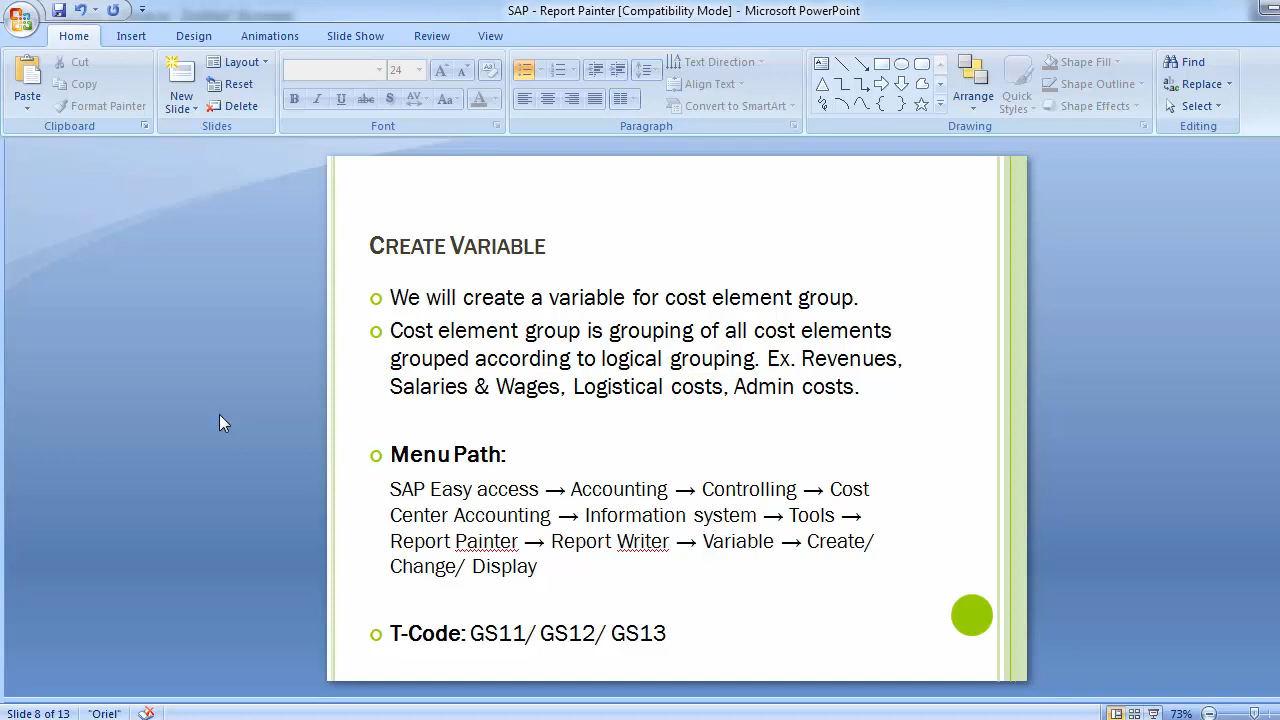 SAP - Report Painter [Compatibility Mode] - Microsoft PowerPoint
Home Insert Design Animations Slide Show Review View
Paste
Cut
Copy
Format Painter
Clipboard
New Slide
Layout
Reset
Delete
Slides
24
Font
Text Direction
Align Text
Convert to SmartArt
Paragraph
Arrange
Quick Styles
Shape Fill
Shape Outline
Shape Effects
Drawing
Find
Replace
Select
Editing
CREATE VARIABLE
We will create a variable for cost element group.
Cost element group is grouping of all cost elements
grouped according to logical grouping. Ex. Revenues,
Salaries & Wages, Logistical costs, Admin costs.
Menu Path:
SAP Easy access → Accounting → Controlling → Cost
Center Accounting → Information system → Tools →
Report Painter → Report Writer → Variable → Create/
Change/ Display
T-Code: GS11/ GS12/ GS13
Slide 8 of 13 "Oriel" 73%